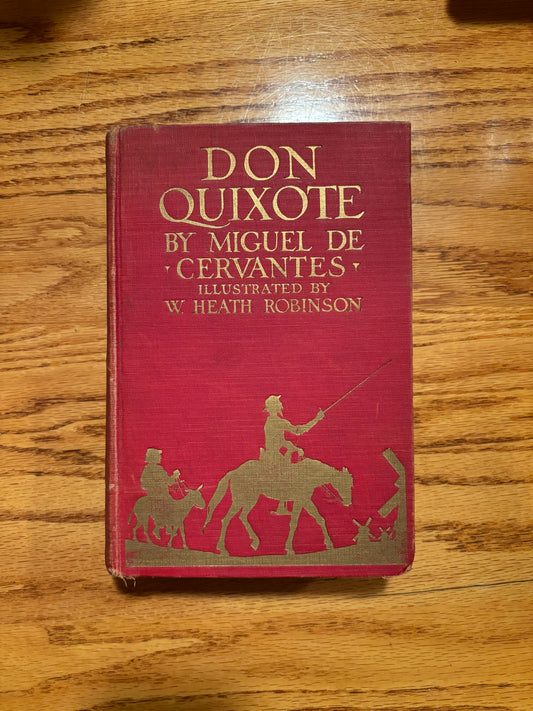 DON
QUIXOTE
BY MIGUEL DE
· CERVANTES ·
ILLUSTRATED BY
W. HEATH ROBINSON